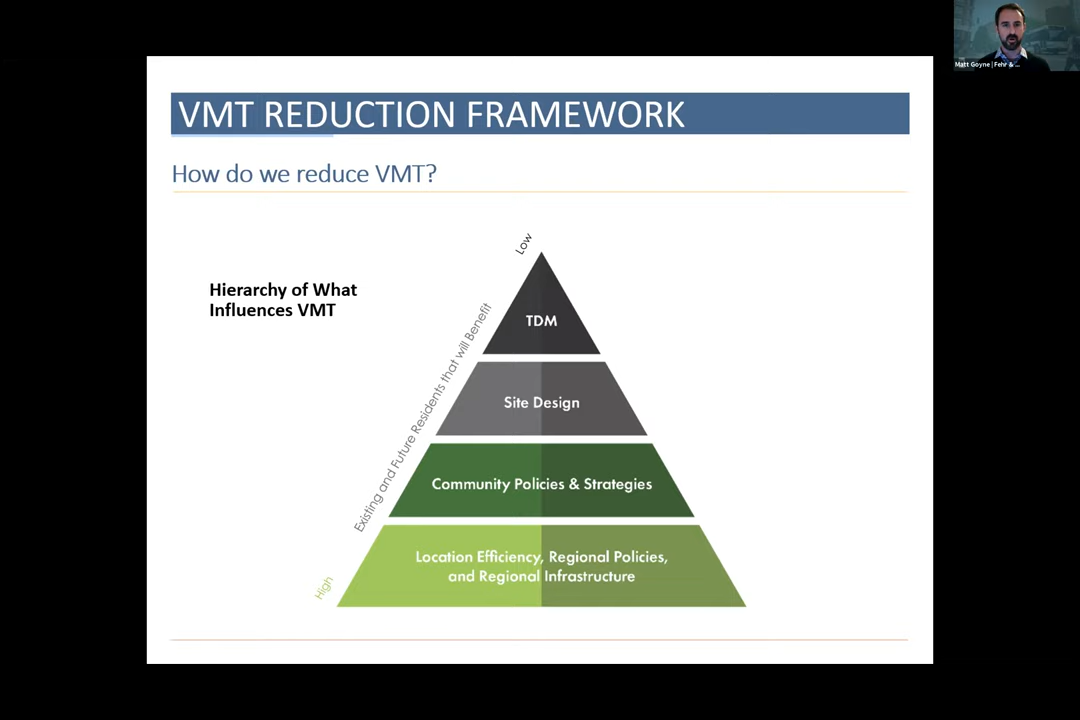 Matt Goyne | Fehr & ...
VMT REDUCTION FRAMEWORK
How do we reduce VMT?
Hierarchy of What
Influences VMT
Low
Existing and Future Residents that will Benefit
High
TDM
Site Design
Community Policies & Strategies
Location Efficiency, Regional Policies,
and Regional Infrastructure